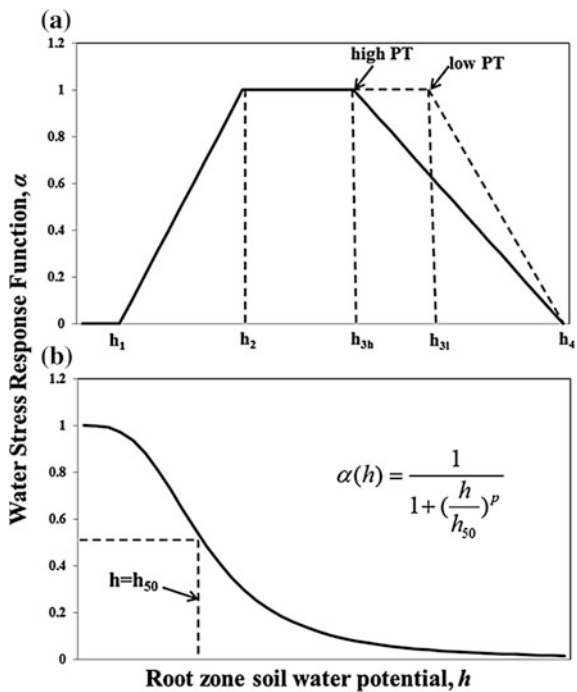 (a)
high PT
low PT
1.2
1
0.8
0.6
0.4
0.2
0
h1
h2
h3h
h3l
h4
Water Stress Response Function, α
(b)
1.2
1
0.8
0.6
0.4
0.2
0
α(h) = 1 / (1 + (h / h50)^p)
h=h50
Root zone soil water potential, h